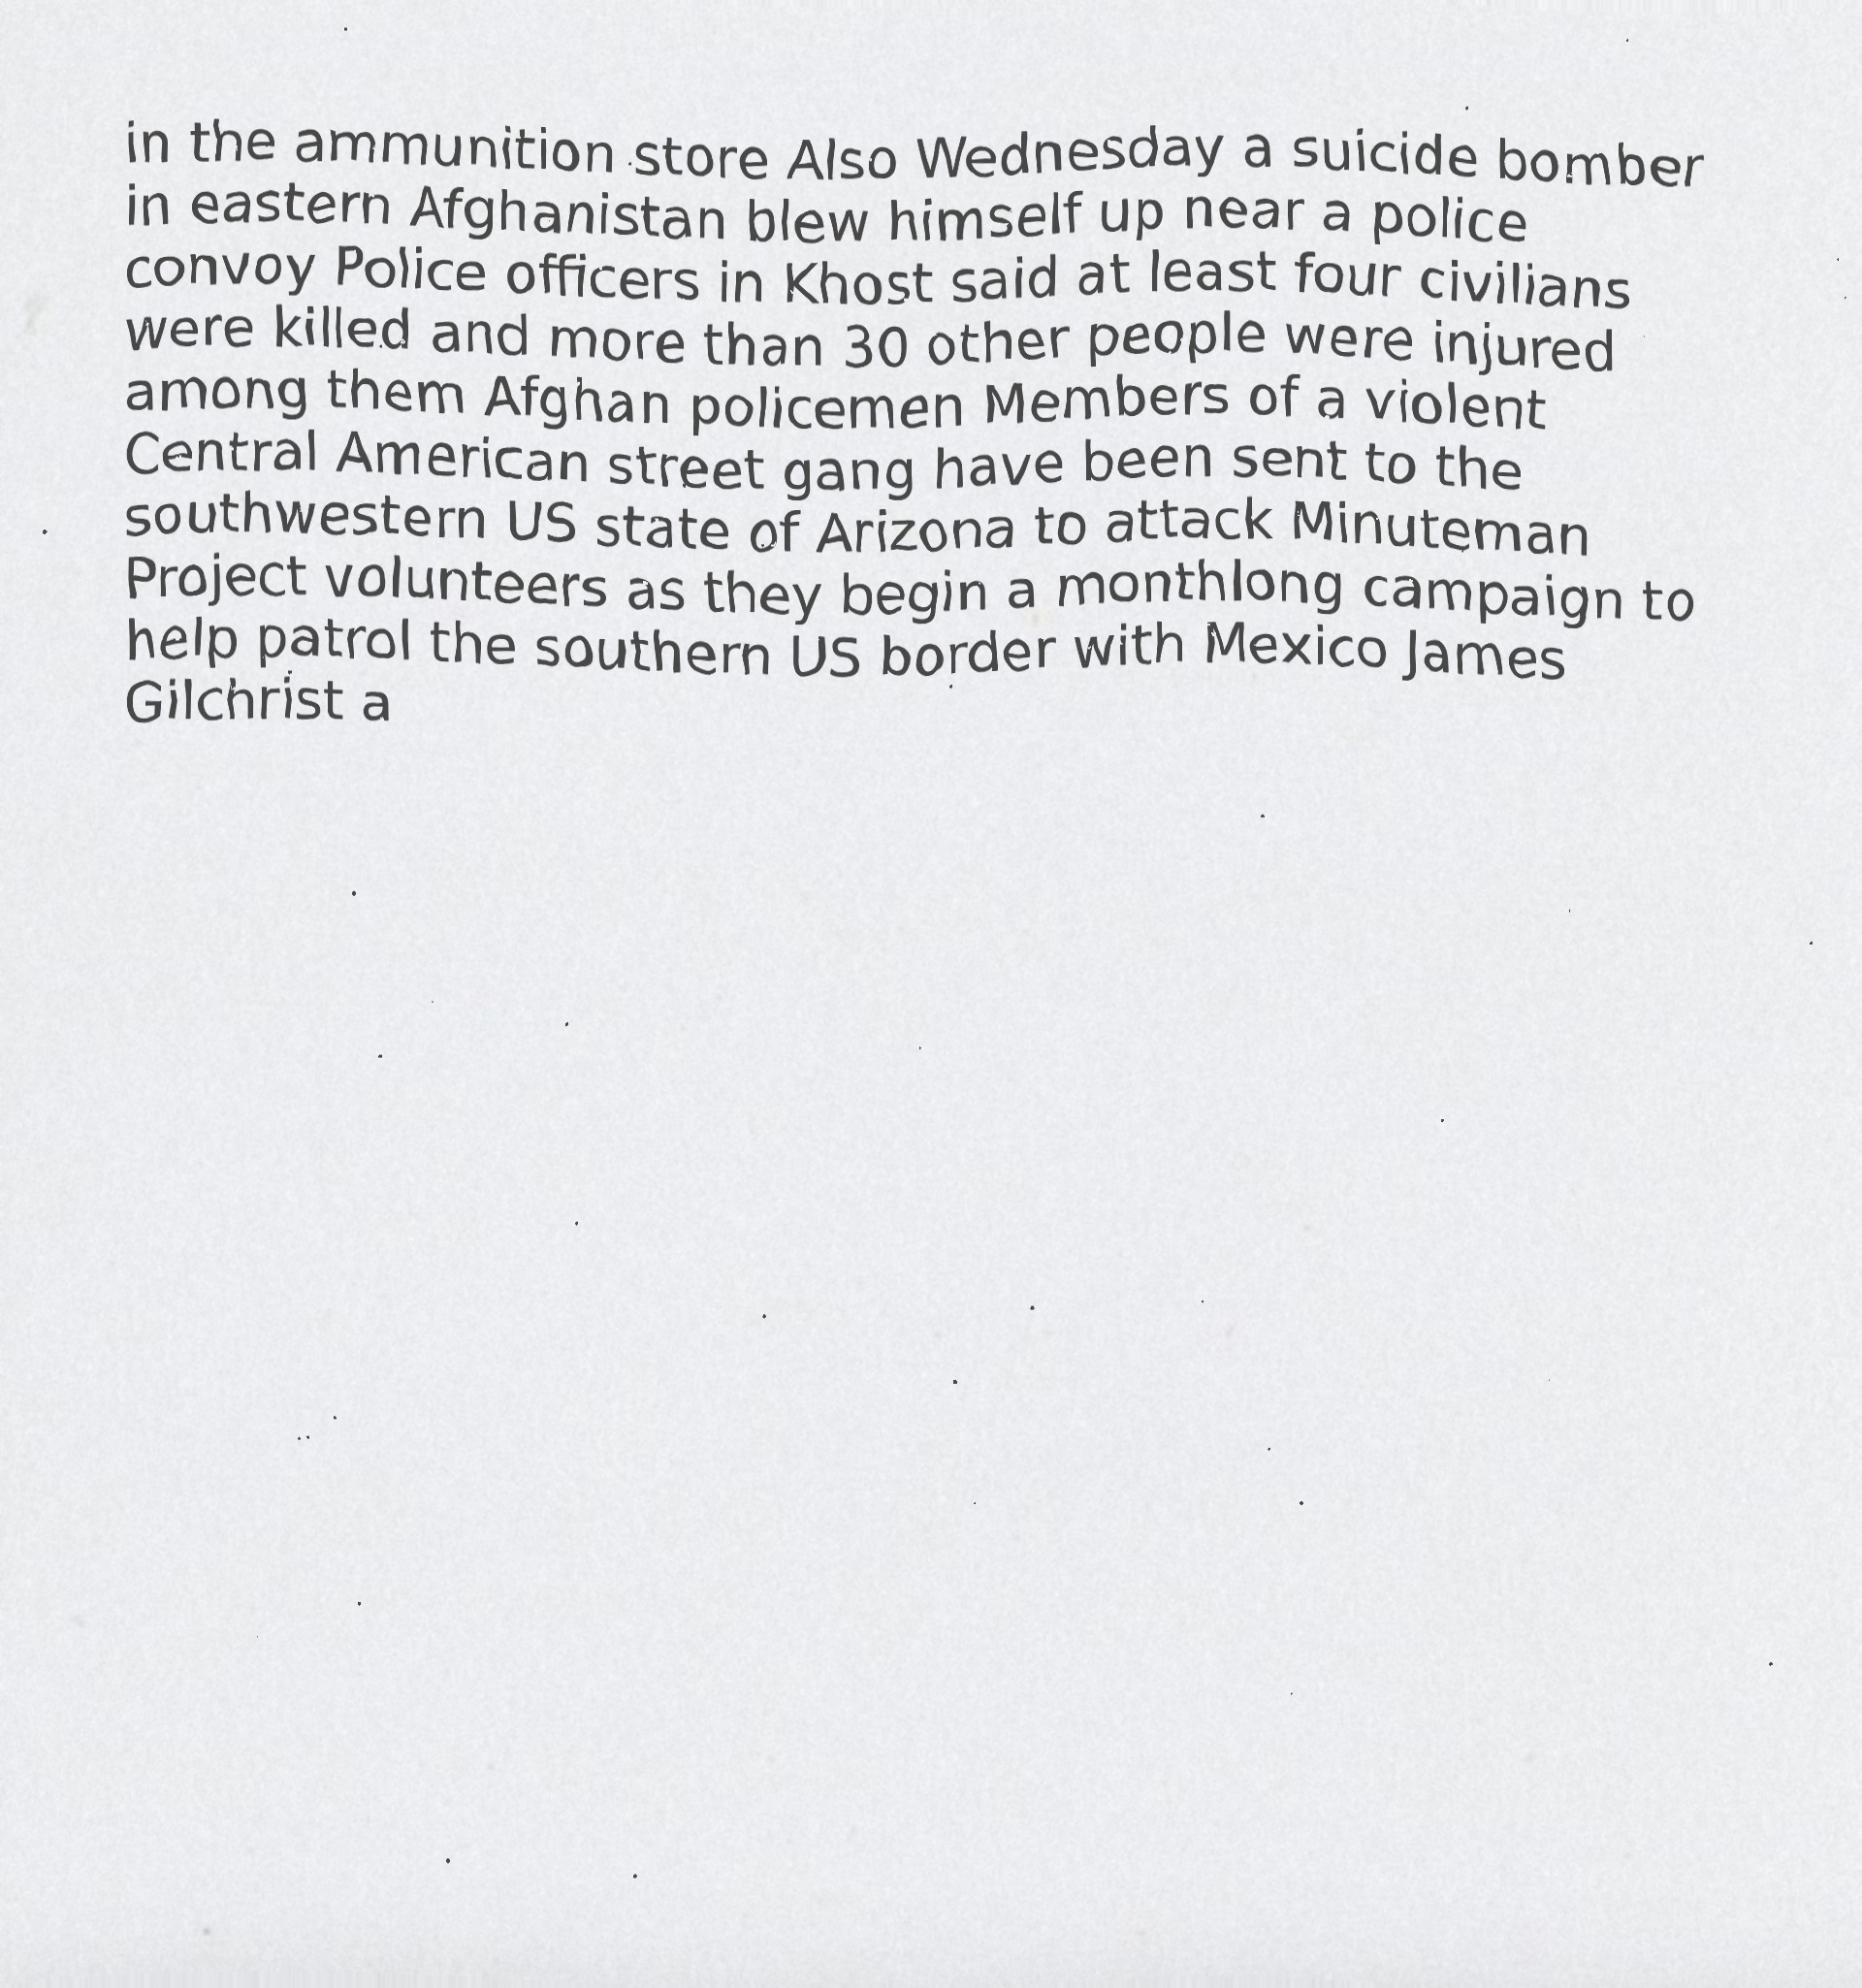 in the ammunition store Also Wednesday a suicide bomber
in eastern Afghanistan blew himself up near a police
convoy Police officers in Khost said at least four civilians
were killed and more than 30 other people were injured
among them Afghan policemen Members of a violent
Central American street gang have been sent to the
southwestern US state of Arizona to attack Minuteman
Project volunteers as they begin a monthlong campaign to
help patrol the southern US border with Mexico James
Gilchrist a